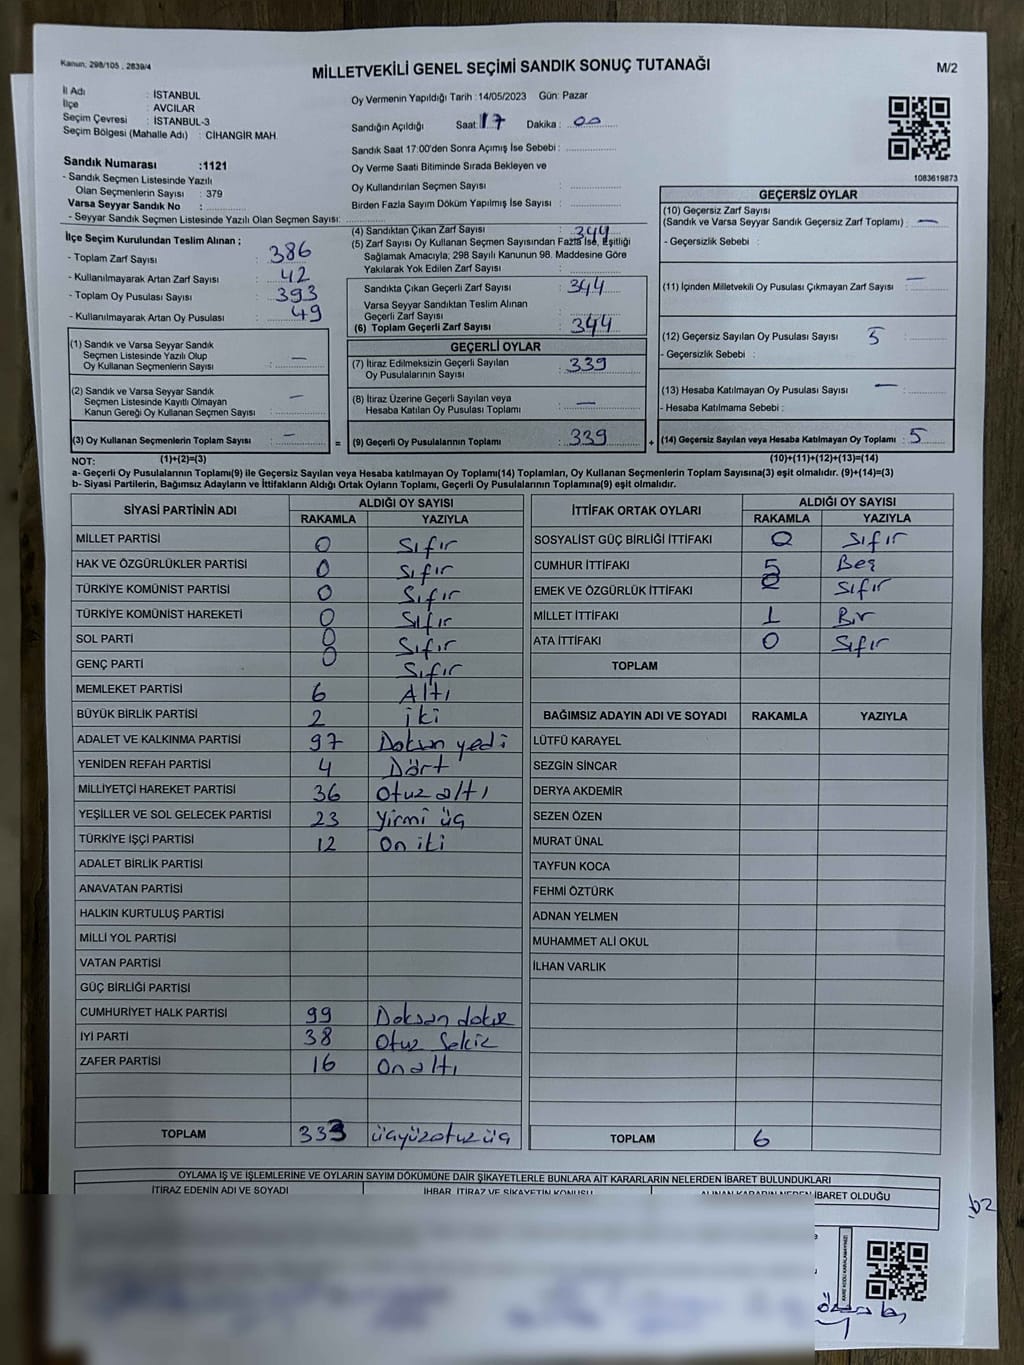 Kanun; 298/105 , 2839/4
MİLLETVEKİLİ GENEL SEÇİMİ SANDIK SONUÇ TUTANAĞI
M/2
İl Adı : İSTANBUL
İlçe : AVCILAR
Seçim Çevresi : İSTANBUL-3
Seçim Bölgesi (Mahalle Adı) : CİHANGİR MAH.
Sandık Numarası :1121
- Sandık Seçmen Listesinde Yazılı
Olan Seçmenlerin Sayısı : 379
Varsa Seyyar Sandık No :
- Seyyar Sandık Seçmen Listesinde Yazılı Olan Seçmen Sayısı:
Oy Vermenin Yapıldığı Tarih : 14/05/2023 Gün: Pazar
Sandığın Açıldığı Saat: 17 Dakika : 00
Sandık Saat 17:00'den Sonra Açımış İse Sebebi :
Oy Verme Saati Bitiminde Sırada Bekleyen ve
Oy Kullandırılan Seçmen Sayısı :
Birden Fazla Sayım Döküm Yapılmış İse Sayısı :
1083619873
İlçe Seçim Kurulundan Teslim Alınan ;
- Toplam Zarf Sayısı : 386
- Kullanılmayarak Artan Zarf Sayısı : 42
- Toplam Oy Pusulası Sayısı : 393
- Kullanılmayarak Artan Oy Pusulası : 49
(4) Sandıktan Çıkan Zarf Sayısı : 344
(5) Zarf Sayısı Oy Kullanan Seçmen Sayısından Fazla İse, Eşitliği
Sağlamak Amacıyla; 298 Sayılı Kanunun 98. Maddesine Göre
Yakılarak Yok Edilen Zarf Sayısı :
Sandıkta Çıkan Geçerli Zarf Sayısı : 344
Varsa Seyyar Sandıktan Teslim Alınan
Geçerli Zarf Sayısı :
(6) Toplam Geçerli Zarf Sayısı : 344
GEÇERSİZ OYLAR
(10) Geçersiz Zarf Sayısı
(Sandık ve Varsa Seyyar Sandık Geçersiz Zarf Toplamı) : —
- Geçersizlik Sebebi :
(11) İçinden Milletvekili Oy Pusulası Çıkmayan Zarf Sayısı : —
(12) Geçersiz Sayılan Oy Pusulası Sayısı : 5
- Geçersizlik Sebebi :
(13) Hesaba Katılmayan Oy Pusulası Sayısı : —
- Hesaba Katılmama Sebebi :
(14) Geçersiz Sayılan veya Hesaba Katılmayan Oy Toplamı : 5
(10)+(11)+(12)+(13)=(14)
(1) Sandık ve Varsa Seyyar Sandık
Seçmen Listesinde Yazılı Olup
Oy Kullanan Seçmenlerin Sayısı : —
(2) Sandık ve Varsa Seyyar Sandık
Seçmen Listesinde Kayıtlı Olmayan
Kanun Gereği Oy Kullanan Seçmen Sayısı : —
(3) Oy Kullanan Seçmenlerin Toplam Sayısı : —
(1)+(2)=(3)
=
GEÇERLİ OYLAR
(7) İtiraz Edilmeksizin Geçerli Sayılan
Oy Pusulalarının Sayısı : 339
(8) İtiraz Üzerine Geçerli Sayılan veya
Hesaba Katılan Oy Pusulası Toplamı : —
(9) Geçerli Oy Pusulalarının Toplamı : 339
+
NOT:
a- Geçerli Oy Pusulalarının Toplamı(9) ile Geçersiz Sayılan veya Hesaba katılmayan Oy Toplamı(14) Toplamları, Oy Kullanan Seçmenlerin Toplam Sayısına(3) eşit olmalıdır. (9)+(14)=(3)
b- Siyasi Partilerin, Bağımsız Adayların ve İttifakların Aldığı Ortak Oyların Toplamı, Geçerli Oy Pusulalarının Toplamına(9) eşit olmalıdır.
SİYASİ PARTİNİN ADI ALDIĞI OY SAYISI
RAKAMLA YAZIYLA
MİLLET PARTİSİ 0 Sıfır
HAK VE ÖZGÜRLÜKLER PARTİSİ 0 Sıfır
TÜRKİYE KOMÜNİST PARTİSİ 0 Sıfır
TÜRKİYE KOMÜNİST HAREKETİ 0 Sıfır
SOL PARTİ 0 Sıfır
GENÇ PARTİ 0 Sıfır
MEMLEKET PARTİSİ 6 Altı
BÜYÜK BİRLİK PARTİSİ 2 iki
ADALET VE KALKINMA PARTİSİ 97 Doksan yedi
YENİDEN REFAH PARTİSİ 4 Dört
MİLLİYETÇİ HAREKET PARTİSİ 36 Otuz altı
YEŞİLLER VE SOL GELECEK PARTİSİ 23 Yirmi üç
TÜRKİYE İŞÇİ PARTİSİ 12 On iki
ADALET BİRLİK PARTİSİ
ANAVATAN PARTİSİ
HALKIN KURTULUŞ PARTİSİ
MİLLİ YOL PARTİSİ
VATAN PARTİSİ
GÜÇ BİRLİĞİ PARTİSİ
CUMHURİYET HALK PARTİSİ 99 Doksan dokuz
İYİ PARTİ 38 Otuz Sekiz
ZAFER PARTİSİ 16 On altı
TOPLAM 333 üçyüzotuzüç
İTTİFAK ORTAK OYLARI ALDIĞI OY SAYISI
RAKAMLA YAZIYLA
SOSYALİST GÜÇ BİRLİĞİ İTTİFAKI 0 Sıfır
CUMHUR İTTİFAKI 5 Beş
EMEK VE ÖZGÜRLÜK İTTİFAKI 0 Sıfır
MİLLET İTTİFAKI 1 Bir
ATA İTTİFAKI 0 Sıfır
TOPLAM
BAĞIMSIZ ADAYIN ADI VE SOYADI RAKAMLA YAZIYLA
LÜTFÜ KARAYEL
SEZGİN SİNCAR
DERYA AKDEMİR
SEZEN ÖZEN
MURAT ÜNAL
TAYFUN KOCA
FEHMİ ÖZTÜRK
ADNAN YELMEN
MUHAMMET ALİ OKUL
İLHAN VARLIK
TOPLAM 6
OYLAMA İŞ VE İŞLEMLERİNE VE OYLARIN SAYIM DÖKÜMÜNE DAİR ŞİKAYETLERLE BUNLARA AİT KARARLARIN NELERDEN İBARET BULUNDUKLARI
İTİRAZ EDENİN ADI VE SOYADI İHBAR, İTİRAZ VE ŞİKAYETİN KONUSU ALINAN KARARIN NEDEN İBARET OLDUĞU